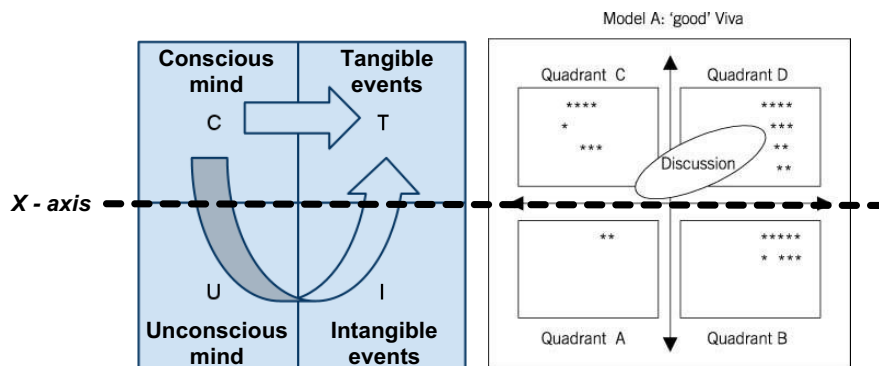 Model A: 'good' Viva
Conscious
mind
Tangible
events
Quadrant C
Quadrant D
C
T
****
*
***
****
***
**
**
Discussion
X - axis
U
I
**
*****
* ***
Unconscious
mind
Intangible
events
Quadrant A
Quadrant B